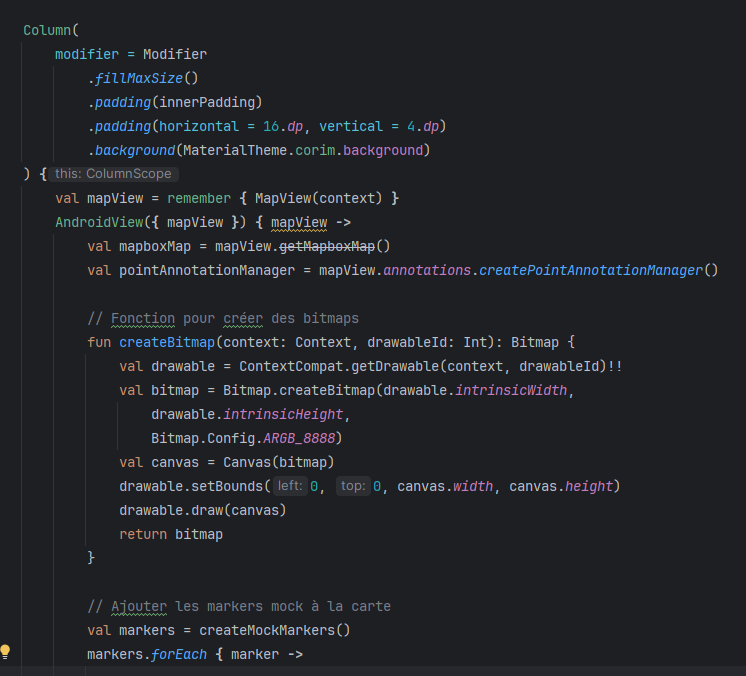 Column(
    modifier = Modifier
        .fillMaxSize()
        .padding(innerPadding)
        .padding(horizontal = 16.dp, vertical = 4.dp)
        .background(MaterialTheme.corim.background)
) { this: ColumnScope
    val mapView = remember { MapView(context) }
    AndroidView({ mapView }) { mapView ->
        val mapboxMap = mapView.getMapboxMap()
        val pointAnnotationManager = mapView.annotations.createPointAnnotationManager()

        // Fonction pour créer des bitmaps
        fun createBitmap(context: Context, drawableId: Int): Bitmap {
            val drawable = ContextCompat.getDrawable(context, drawableId)!!
            val bitmap = Bitmap.createBitmap(drawable.intrinsicWidth,
                drawable.intrinsicHeight,
                Bitmap.Config.ARGB_8888)
            val canvas = Canvas(bitmap)
            drawable.setBounds( left: 0, top: 0, canvas.width, canvas.height)
            drawable.draw(canvas)
            return bitmap
        }

        // Ajouter les markers mock à la carte
        val markers = createMockMarkers()
        markers.forEach { marker ->